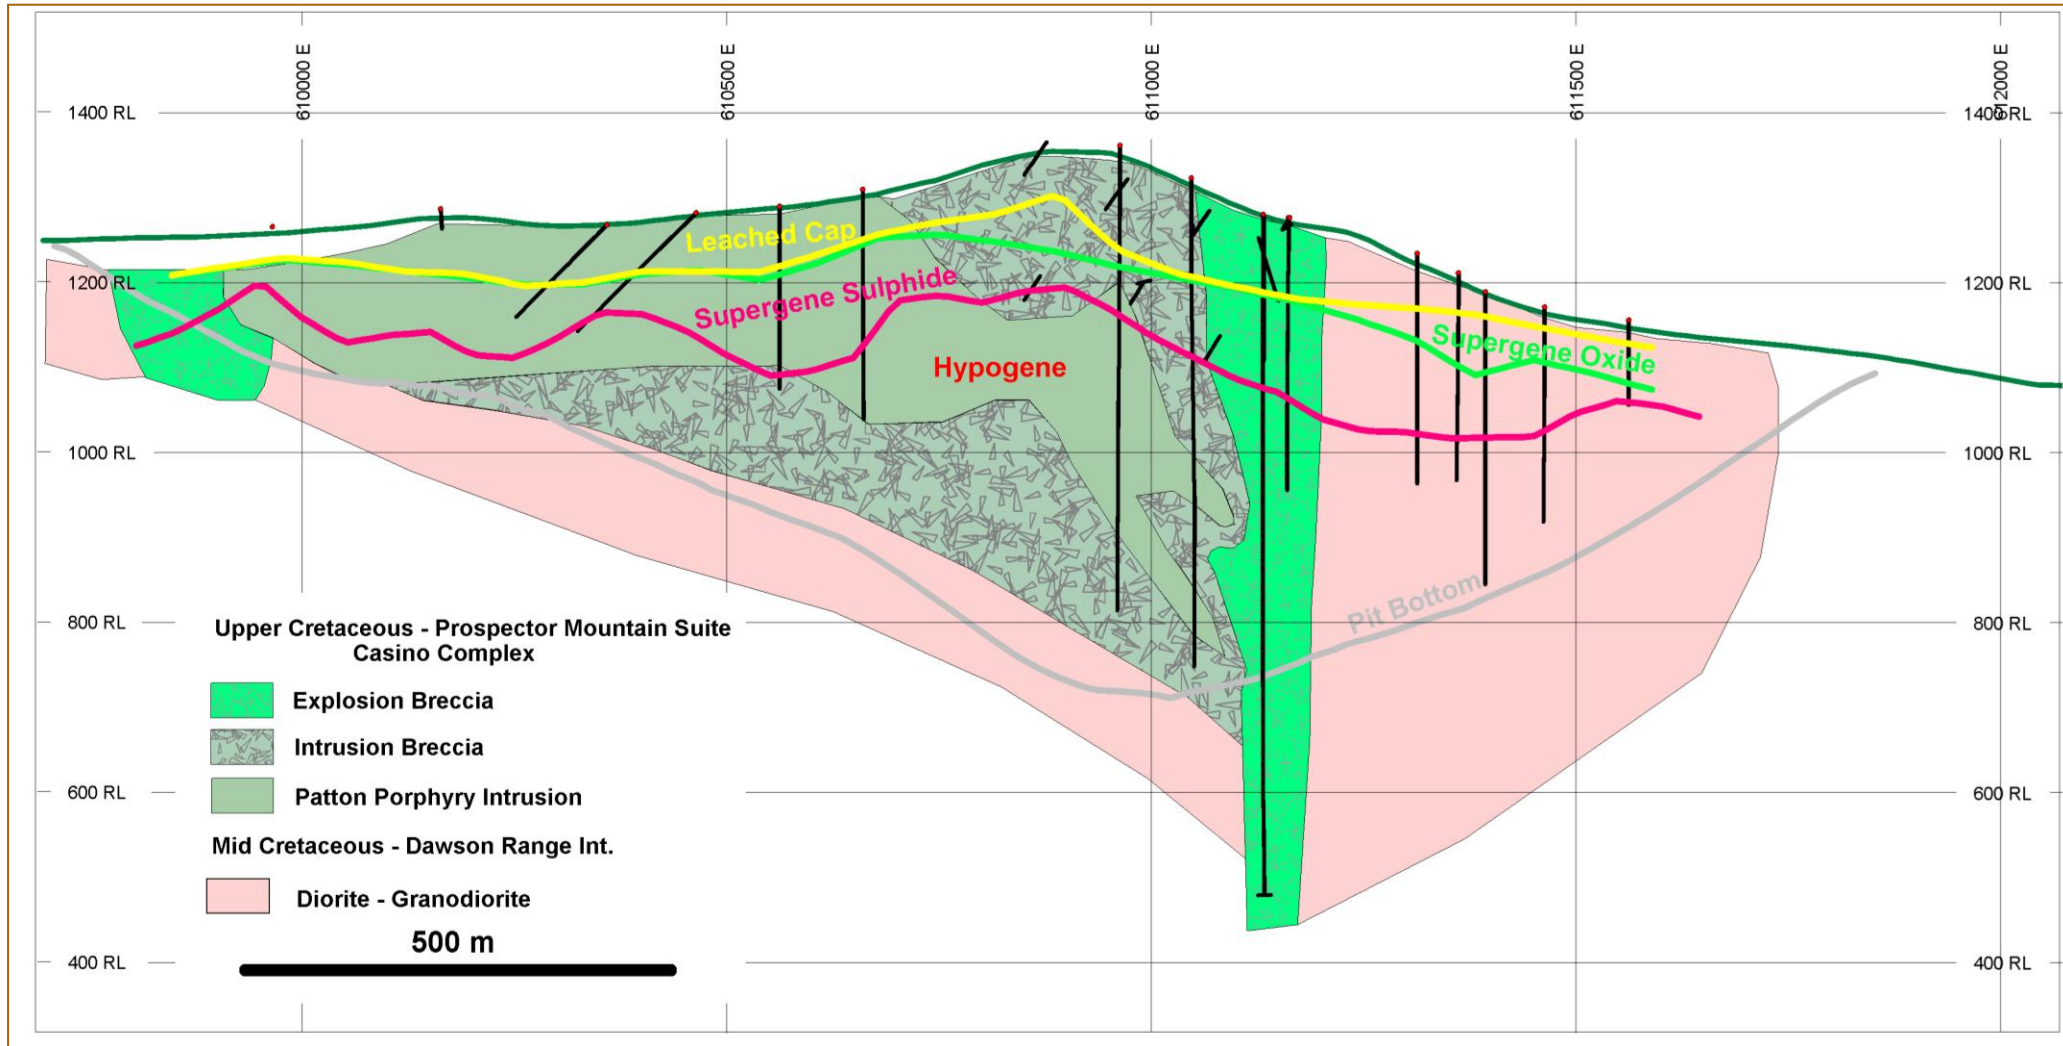 610000 E
610500 E
611000 E
611500 E
612000 E
1400 RL
1400 RL
Leached Cap
1200 RL
Supergene Sulphide
1200 RL
Supergene Oxide
Hypogene
1000 RL
1000 RL
Pit Bottom
800 RL
800 RL
Upper Cretaceous - Prospector Mountain Suite
Casino Complex
Explosion Breccia
Intrusion Breccia
600 RL
600 RL
Patton Porphyry Intrusion
Mid Cretaceous - Dawson Range Int.
Diorite - Granodiorite
500 m
400 RL
400 RL